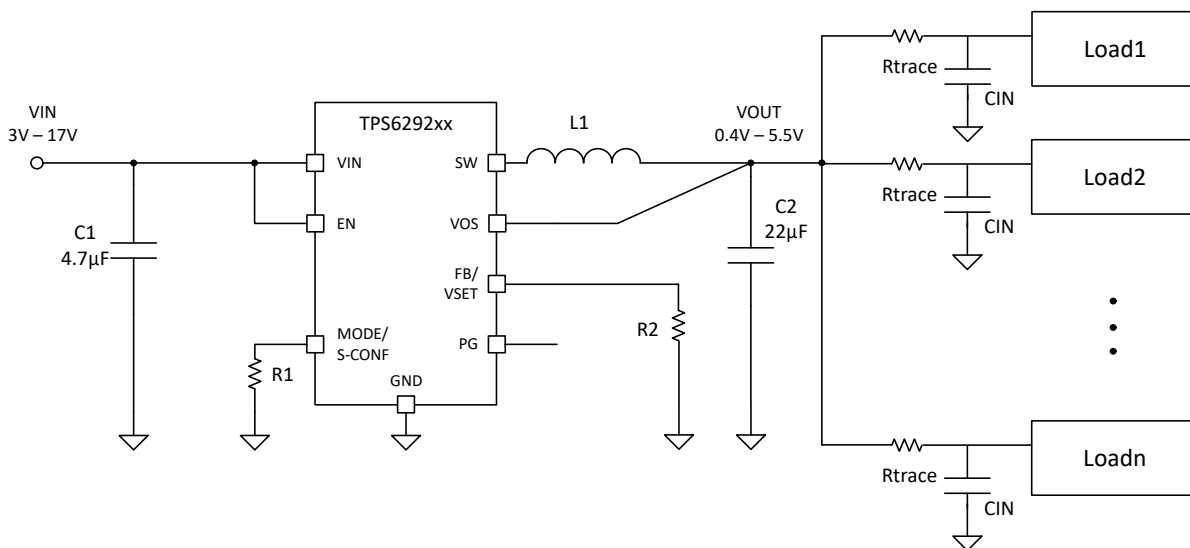 VIN
3V – 17V
C1
4.7µF
TPS6292xx
VIN
EN
MODE/
S-CONF
R1
GND
SW
VOS
FB/
VSET
PG
L1
R2
VOUT
0.4V – 5.5V
C2
22µF
Rtrace
CIN
Load1
Rtrace
CIN
Load2
Rtrace
CIN
Loadn